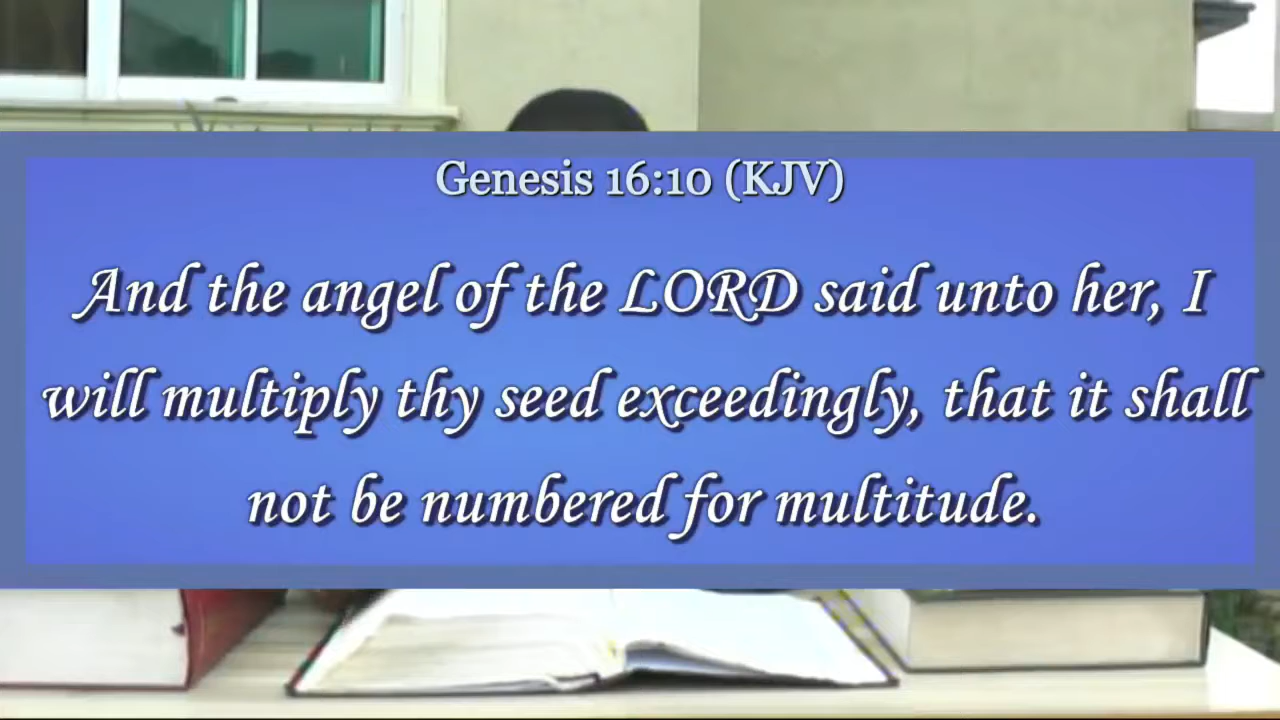 Genesis 16:10 (KJV)
And the angel of the LORD said unto her, I
will multiply thy seed exceedingly, that it shall
not be numbered for multitude.